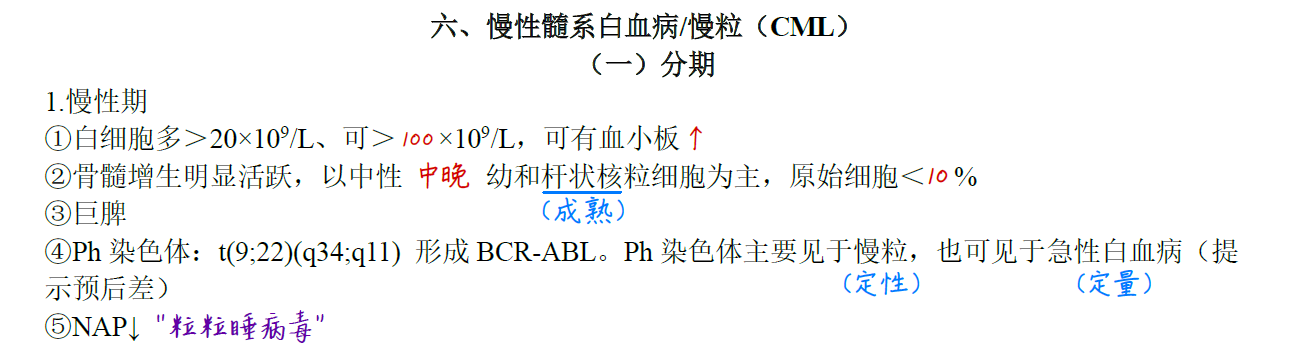 六、慢性髓系白血病/慢粒（CML）
（一）分期
1.慢性期
①白细胞多＞20×10⁹/L、可＞100×10⁹/L，可有血小板↑
②骨髓增生明显活跃，以中性 中晚 幼和杆状核粒细胞为主，原始细胞＜10%
③巨脾
（成熟）
④Ph 染色体：t(9;22)(q34;q11) 形成 BCR-ABL。Ph 染色体主要见于慢粒，也可见于急性白血病（提
示预后差）
（定性）
（定量）
⑤NAP↓ "粒粒睡病毒"